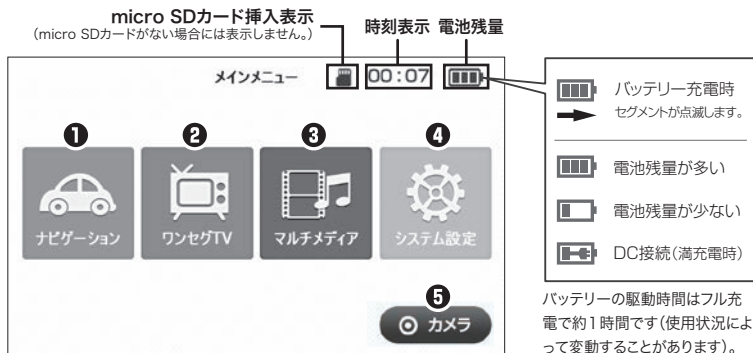 micro SDカード挿入表示
(micro SDカードがない場合には表示しません。)
時刻表示
電池残量
メインメニュー
00:07
❶
❷
❸
❹
ナビゲーション
ワンセグTV
マルチメディア
システム設定
❺
カメラ
バッテリー充電時
セグメントが点滅します。
電池残量が多い
電池残量が少ない
DC接続(満充電時)
バッテリーの駆動時間はフル充
電で約1時間です(使用状況によ
って変動することがあります)。